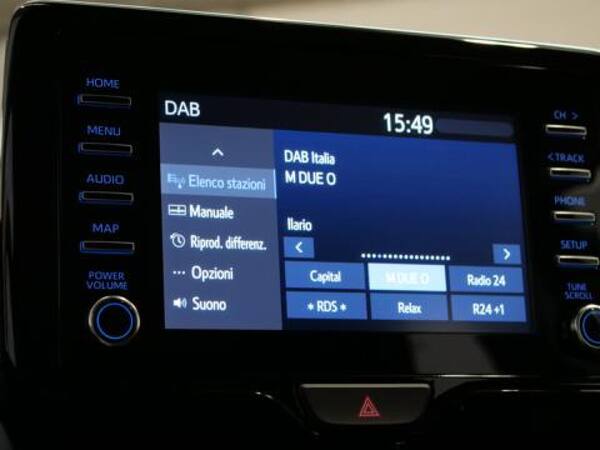 HOME
MENU
AUDIO
MAP
POWER
VOLUME
DAB
15:49
Elenco stazioni
Manuale
Riprod. differenz.
Opzioni
Suono
DAB Italia
M DUE O
Ilario
<
>
Capital
M DUE O
Radio 24
* RDS *
Relax
R24 +1
CH >
< TRACK
PHONE
SETUP
TUNE
SCROLL